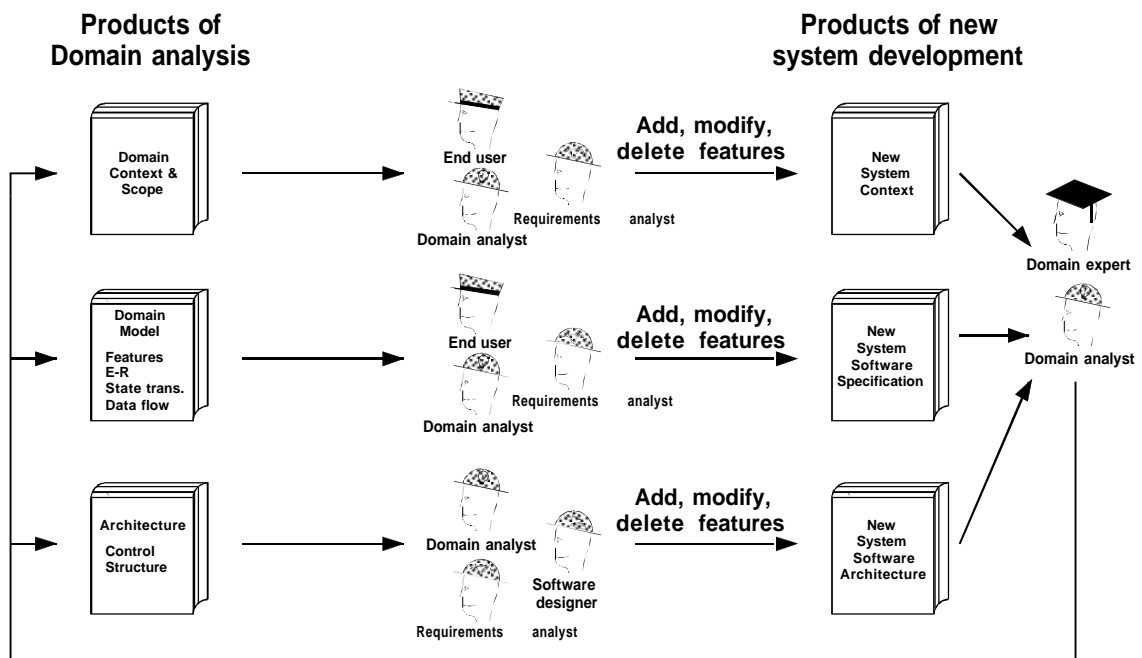 Products of
Domain analysis
Products of new
system development
Domain
Context &
Scope
End user
Domain analyst
Requirements analyst
Add, modify,
delete features
New
System
Context
Domain expert
Domain analyst
Domain
Model
Features
E-R
State trans.
Data flow
End user
Domain analyst
Requirements analyst
Add, modify,
delete features
New
System
Software
Specification
Architecture
Control
Structure
Domain analyst
Software
designer
Requirements analyst
Add, modify,
delete features
New
System
Software
Architecture